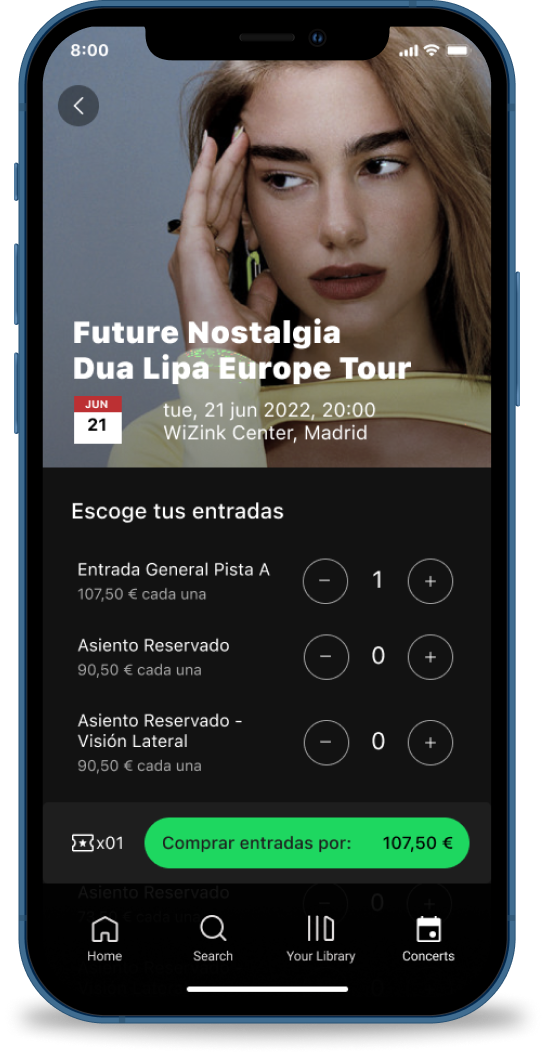 8:00
Future Nostalgia
Dua Lipa Europe Tour
JUN
21
tue, 21 jun 2022, 20:00
WiZink Center, Madrid
Escoge tus entradas
Entrada General Pista A
107,50 € cada una
− 1 +
Asiento Reservado
90,50 € cada una
− 0 +
Asiento Reservado -
Visión Lateral
90,50 € cada una
− 0 +
x01
Comprar entradas por: 107,50 €
Asiento Reservado
− 0 +
cada una
Home
Search
Your Library
Concerts